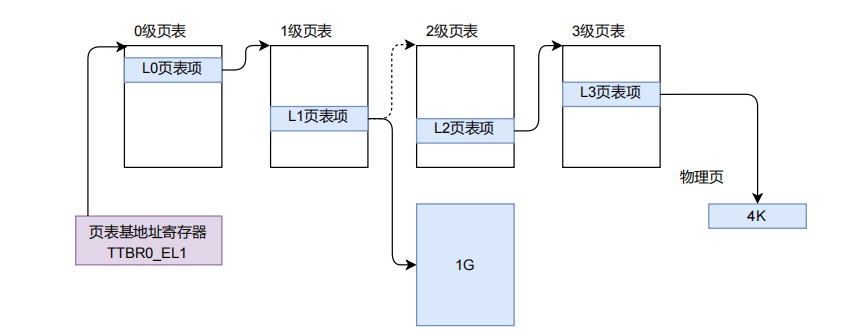 0级页表
1级页表
2级页表
3级页表
L0页表项
L1页表项
L2页表项
L3页表项
物理页
4K
页表基地址寄存器
TTBR0_EL1
1G